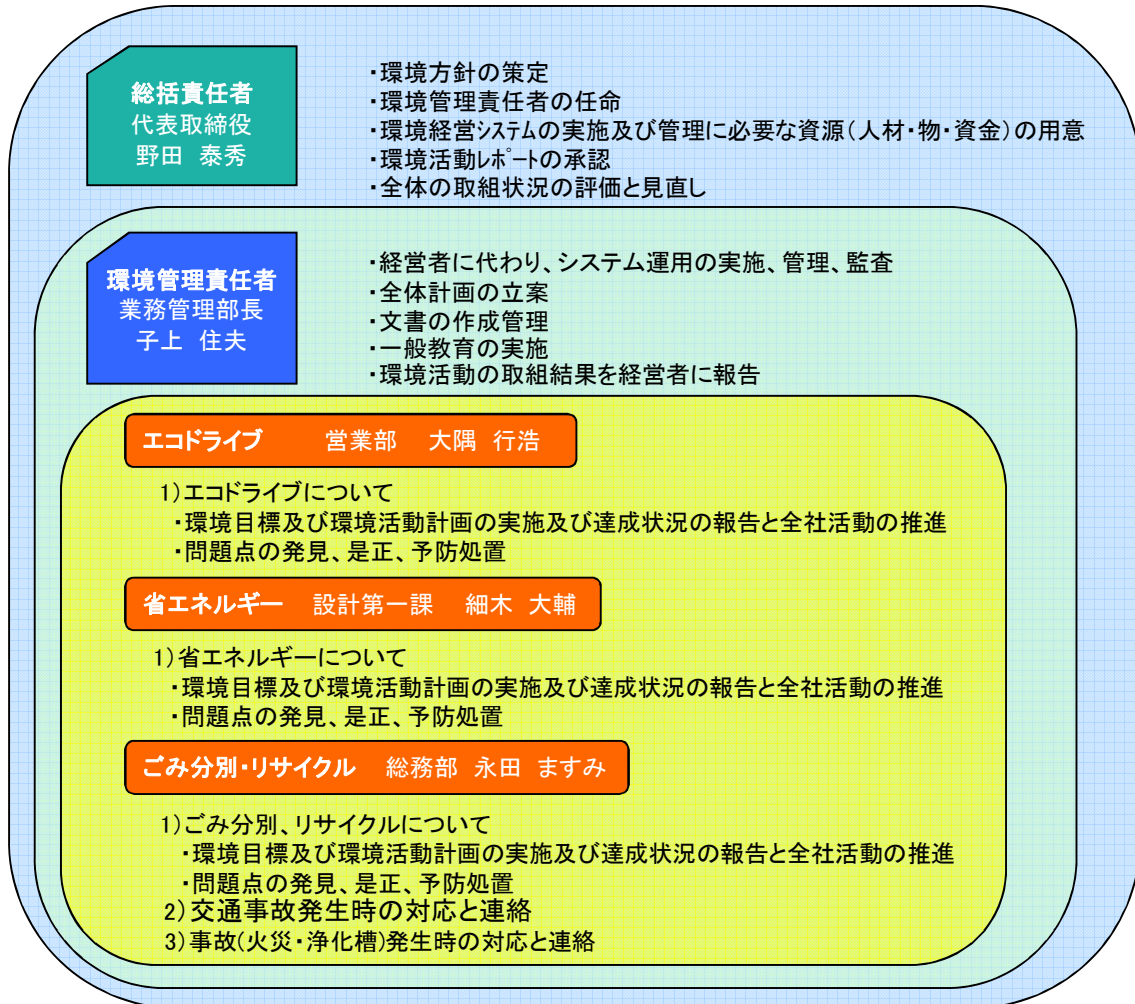 総括責任者
代表取締役
野田 泰秀
・環境方針の策定
・環境管理責任者の任命
・環境経営ｼｽﾃﾑの実施及び管理に必要な資源(人材・物・資金)の用意
・環境活動ﾚﾎﾟｰﾄの承認
・全体の取組状況の評価と見直し
環境管理責任者
業務管理部長
子上 住夫
・経営者に代わり、システム運用の実施、管理、監査
・全体計画の立案
・文書の作成管理
・一般教育の実施
・環境活動の取組結果を経営者に報告
エコドライブ 営業部 大隅 行浩
1)エコドライブについて
・環境目標及び環境活動計画の実施及び達成状況の報告と全社活動の推進
・問題点の発見、是正、予防処置
省エネルギー 設計第一課 細木 大輔
1)省エネルギーについて
・環境目標及び環境活動計画の実施及び達成状況の報告と全社活動の推進
・問題点の発見、是正、予防処置
ごみ分別・リサイクル 総務部 永田 ますみ
1)ごみ分別、リサイクルについて
・環境目標及び環境活動計画の実施及び達成状況の報告と全社活動の推進
・問題点の発見、是正、予防処置
2)交通事故発生時の対応と連絡
3)事故(火災・浄化槽)発生時の対応と連絡